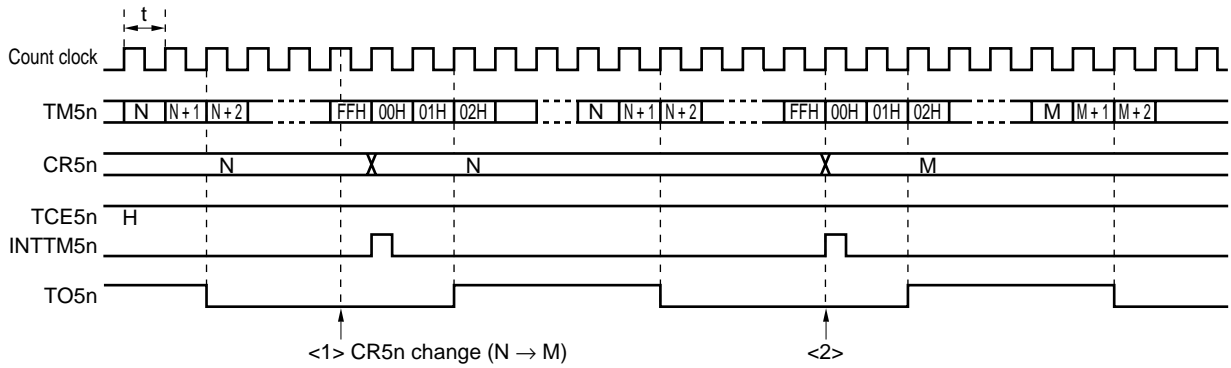 t
Count clock
TM5n N N + 1 N + 2 FFH 00H 01H 02H N N + 1 N + 2 FFH 00H 01H 02H M M + 1 M + 2
CR5n N N M
TCE5n H
INTTM5n
TO5n
<1> CR5n change (N → M) <2>